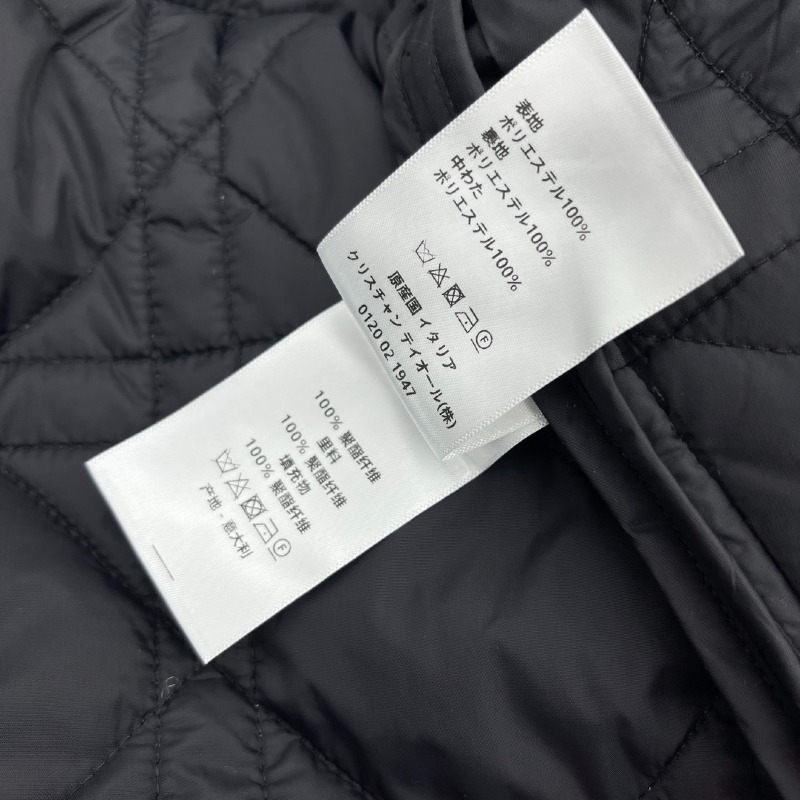 表地
ポリエステル100%
裏地
ポリエステル100%
中わた
ポリエステル100%
F
原産国 イタリア
クリスチャン デイオール(株)
0120 02 1947
100% 聚酯纤维
里料
100% 聚酯纤维
填充物
100% 聚酯纤维
F
产地 - 意大利